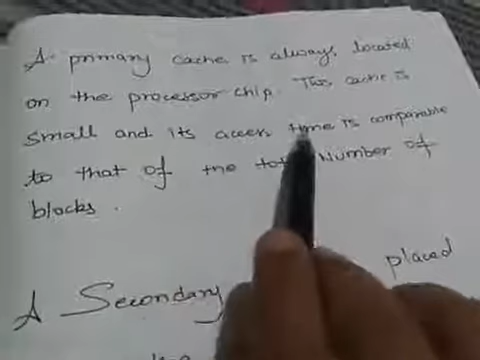 A primary cache is always located
on the processor chip. This cache is
small and its access time is comparable
to that of the tot Number of
blocks.
A Secondary placed